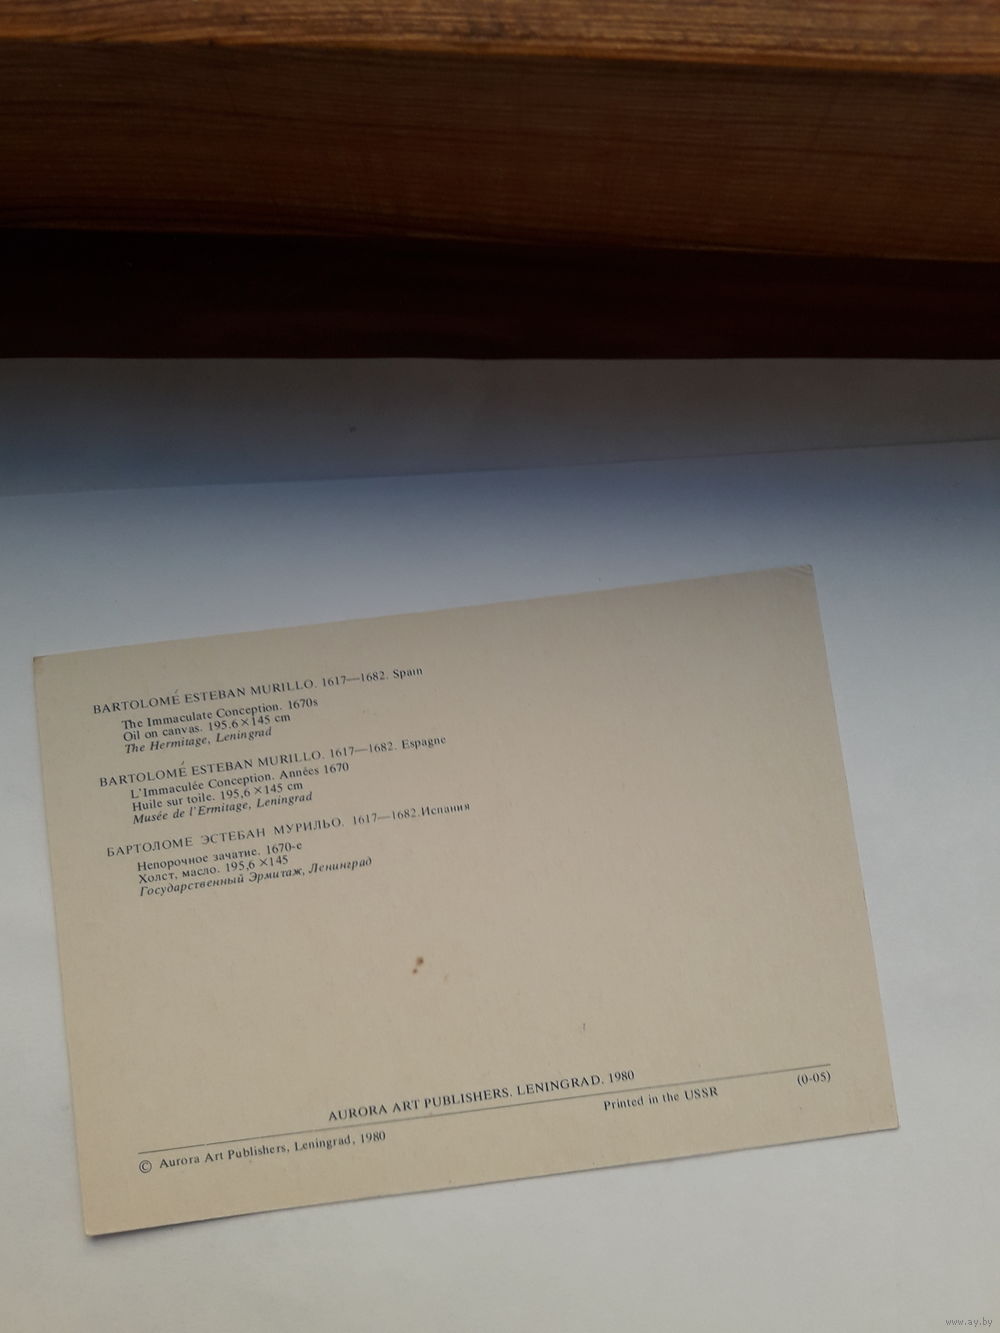 BARTOLOMÉ ESTEBAN MURILLO. 1617—1682. Spain
The Immaculate Conception. 1670s
Oil on canvas. 195.6×145 cm
The Hermitage, Leningrad
BARTOLOMÉ ESTEBAN MURILLO. 1617—1682. Espagne
L'Immaculée Conception. Années 1670
Huile sur toile. 195,6×145 cm
Musée de l'Ermitage, Leningrad
БАРТОЛОМЕ ЭСТЕБАН МУРИЛЬО. 1617—1682.Испания
Непорочное зачатие. 1670-е
Холст, масло. 195,6 ×145
Государственный Эрмитаж, Ленинград
AURORA ART PUBLISHERS. LENINGRAD. 1980
© Aurora Art Publishers, Leningrad, 1980 Printed in the USSR (0-05)
www.ay.by